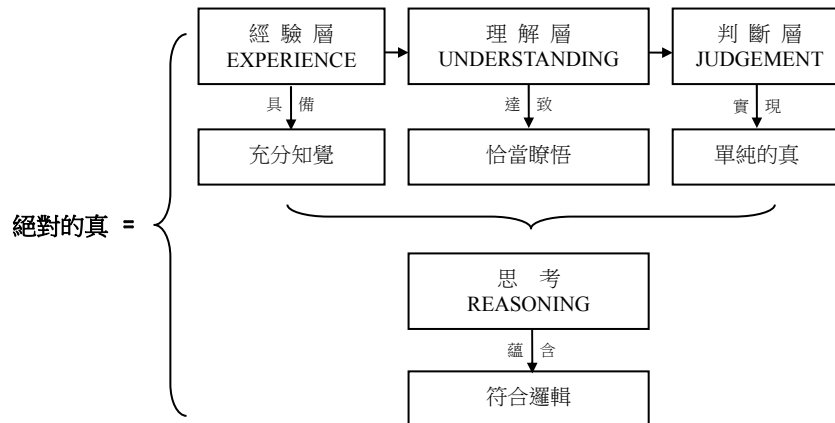 經驗層
EXPERIENCE
理解層
UNDERSTANDING
判斷層
JUDGEMENT
具備
達致
實現
充分知覺
恰當瞭悟
單純的真
絕對的真 =
思考
REASONING
蘊含
符合邏輯